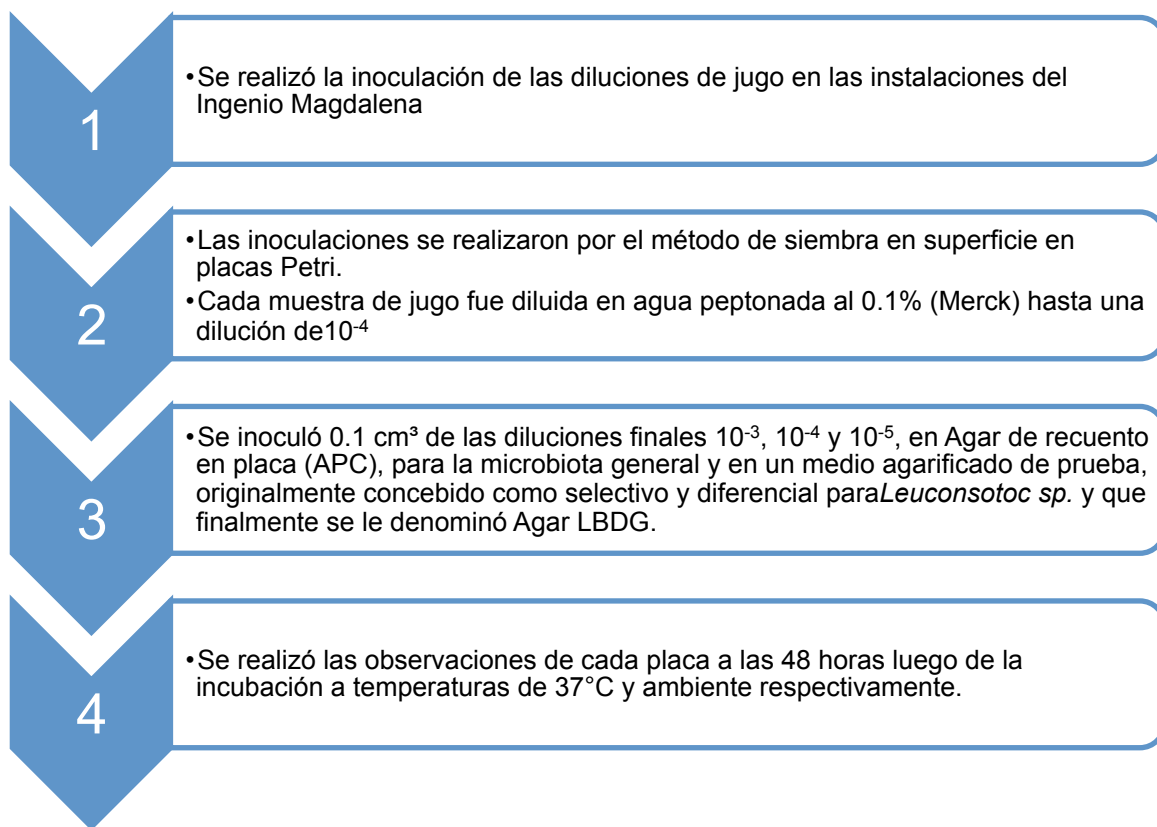 1
•Se realizó la inoculación de las diluciones de jugo en las instalaciones del
Ingenio Magdalena
2
•Las inoculaciones se realizaron por el método de siembra en superficie en
placas Petri.
•Cada muestra de jugo fue diluida en agua peptonada al 0.1% (Merck) hasta una
dilución de10⁻⁴
3
•Se inoculó 0.1 cm³ de las diluciones finales 10⁻³, 10⁻⁴ y 10⁻⁵, en Agar de recuento
en placa (APC), para la microbiota general y en un medio agarificado de prueba,
originalmente concebido como selectivo y diferencial paraLeuconsotoc sp. y que
finalmente se le denominó Agar LBDG.
4
•Se realizó las observaciones de cada placa a las 48 horas luego de la
incubación a temperaturas de 37°C y ambiente respectivamente.